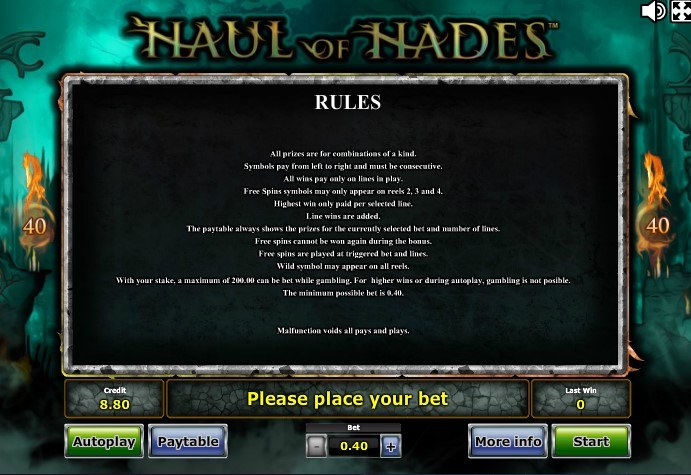 HAUL OF HADES™
RULES
All prizes are for combinations of a kind.
Symbols pay from left to right and must be consecutive.
All wins pay only on lines in play.
Free Spins symbols may only appear on reels 2, 3 and 4.
Highest win only paid per selected line.
Line wins are added.
The paytable always shows the prizes for the currently selected bet and number of lines.
Free spins cannot be won again during the bonus.
Free spins are played at triggered bet and lines.
Wild symbol may appear on all reels.
With your stake, a maximum of 200.00 can be bet while gambling. For higher wins or during autoplay, gambling is not posible.
The minimum possible bet is 0.40.
Malfunction voids all pays and plays.
40
40
Credit
8.80
Please place your bet
Last Win
0
Autoplay
Paytable
Bet
- 0.40 +
More info
Start